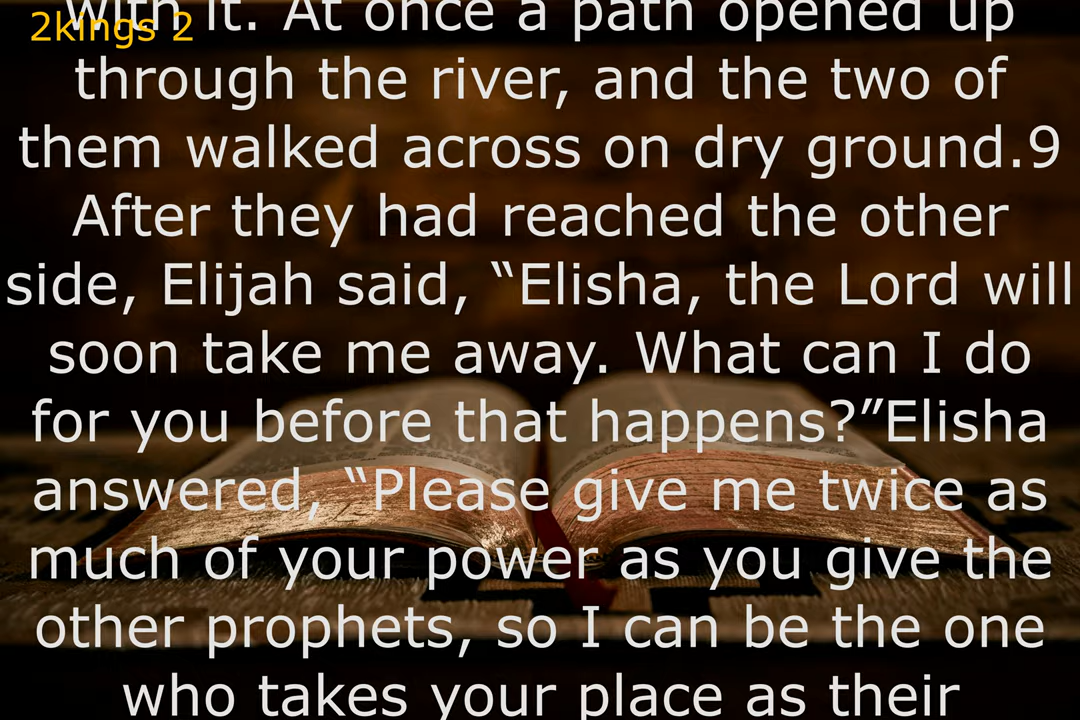 2kings 2
with it. At once a path opened up
through the river, and the two of
them walked across on dry ground.9
After they had reached the other
side, Elijah said, “Elisha, the Lord will
soon take me away. What can I do
for you before that happens?”Elisha
answered, “Please give me twice as
much of your power as you give the
other prophets, so I can be the one
who takes your place as their